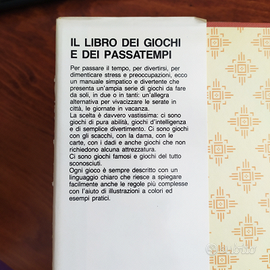 IL LIBRO DEI GIOCHI
E DEI PASSATEMPI
Per passare il tempo, per divertirsi, per
dimenticare stress e preoccupazioni, ecco
un manuale simpatico e divertente che
presenta un'ampia serie di giochi da fare
da soli, in due o in tanti: un'allegra
alternativa per vivacizzare le serate in
città, le giornate in vacanza.
La scelta è davvero vastissima: ci sono
giochi di pura abilità, giochi d'intelligenza
e di semplice divertimento. Ci sono giochi
con gli scacchi, con la dama, con le
carte, con i dadi e anche giochi che non
richiedono alcuna attrezzatura.
Ci sono giochi famosi e giochi del tutto
sconosciuti.
Ogni gioco è sempre descritto con un
linguaggio chiaro che riesce a spiegare
facilmente anche le regole più complesse
con l'aiuto di illustrazioni a colori ed
esempi pratici.